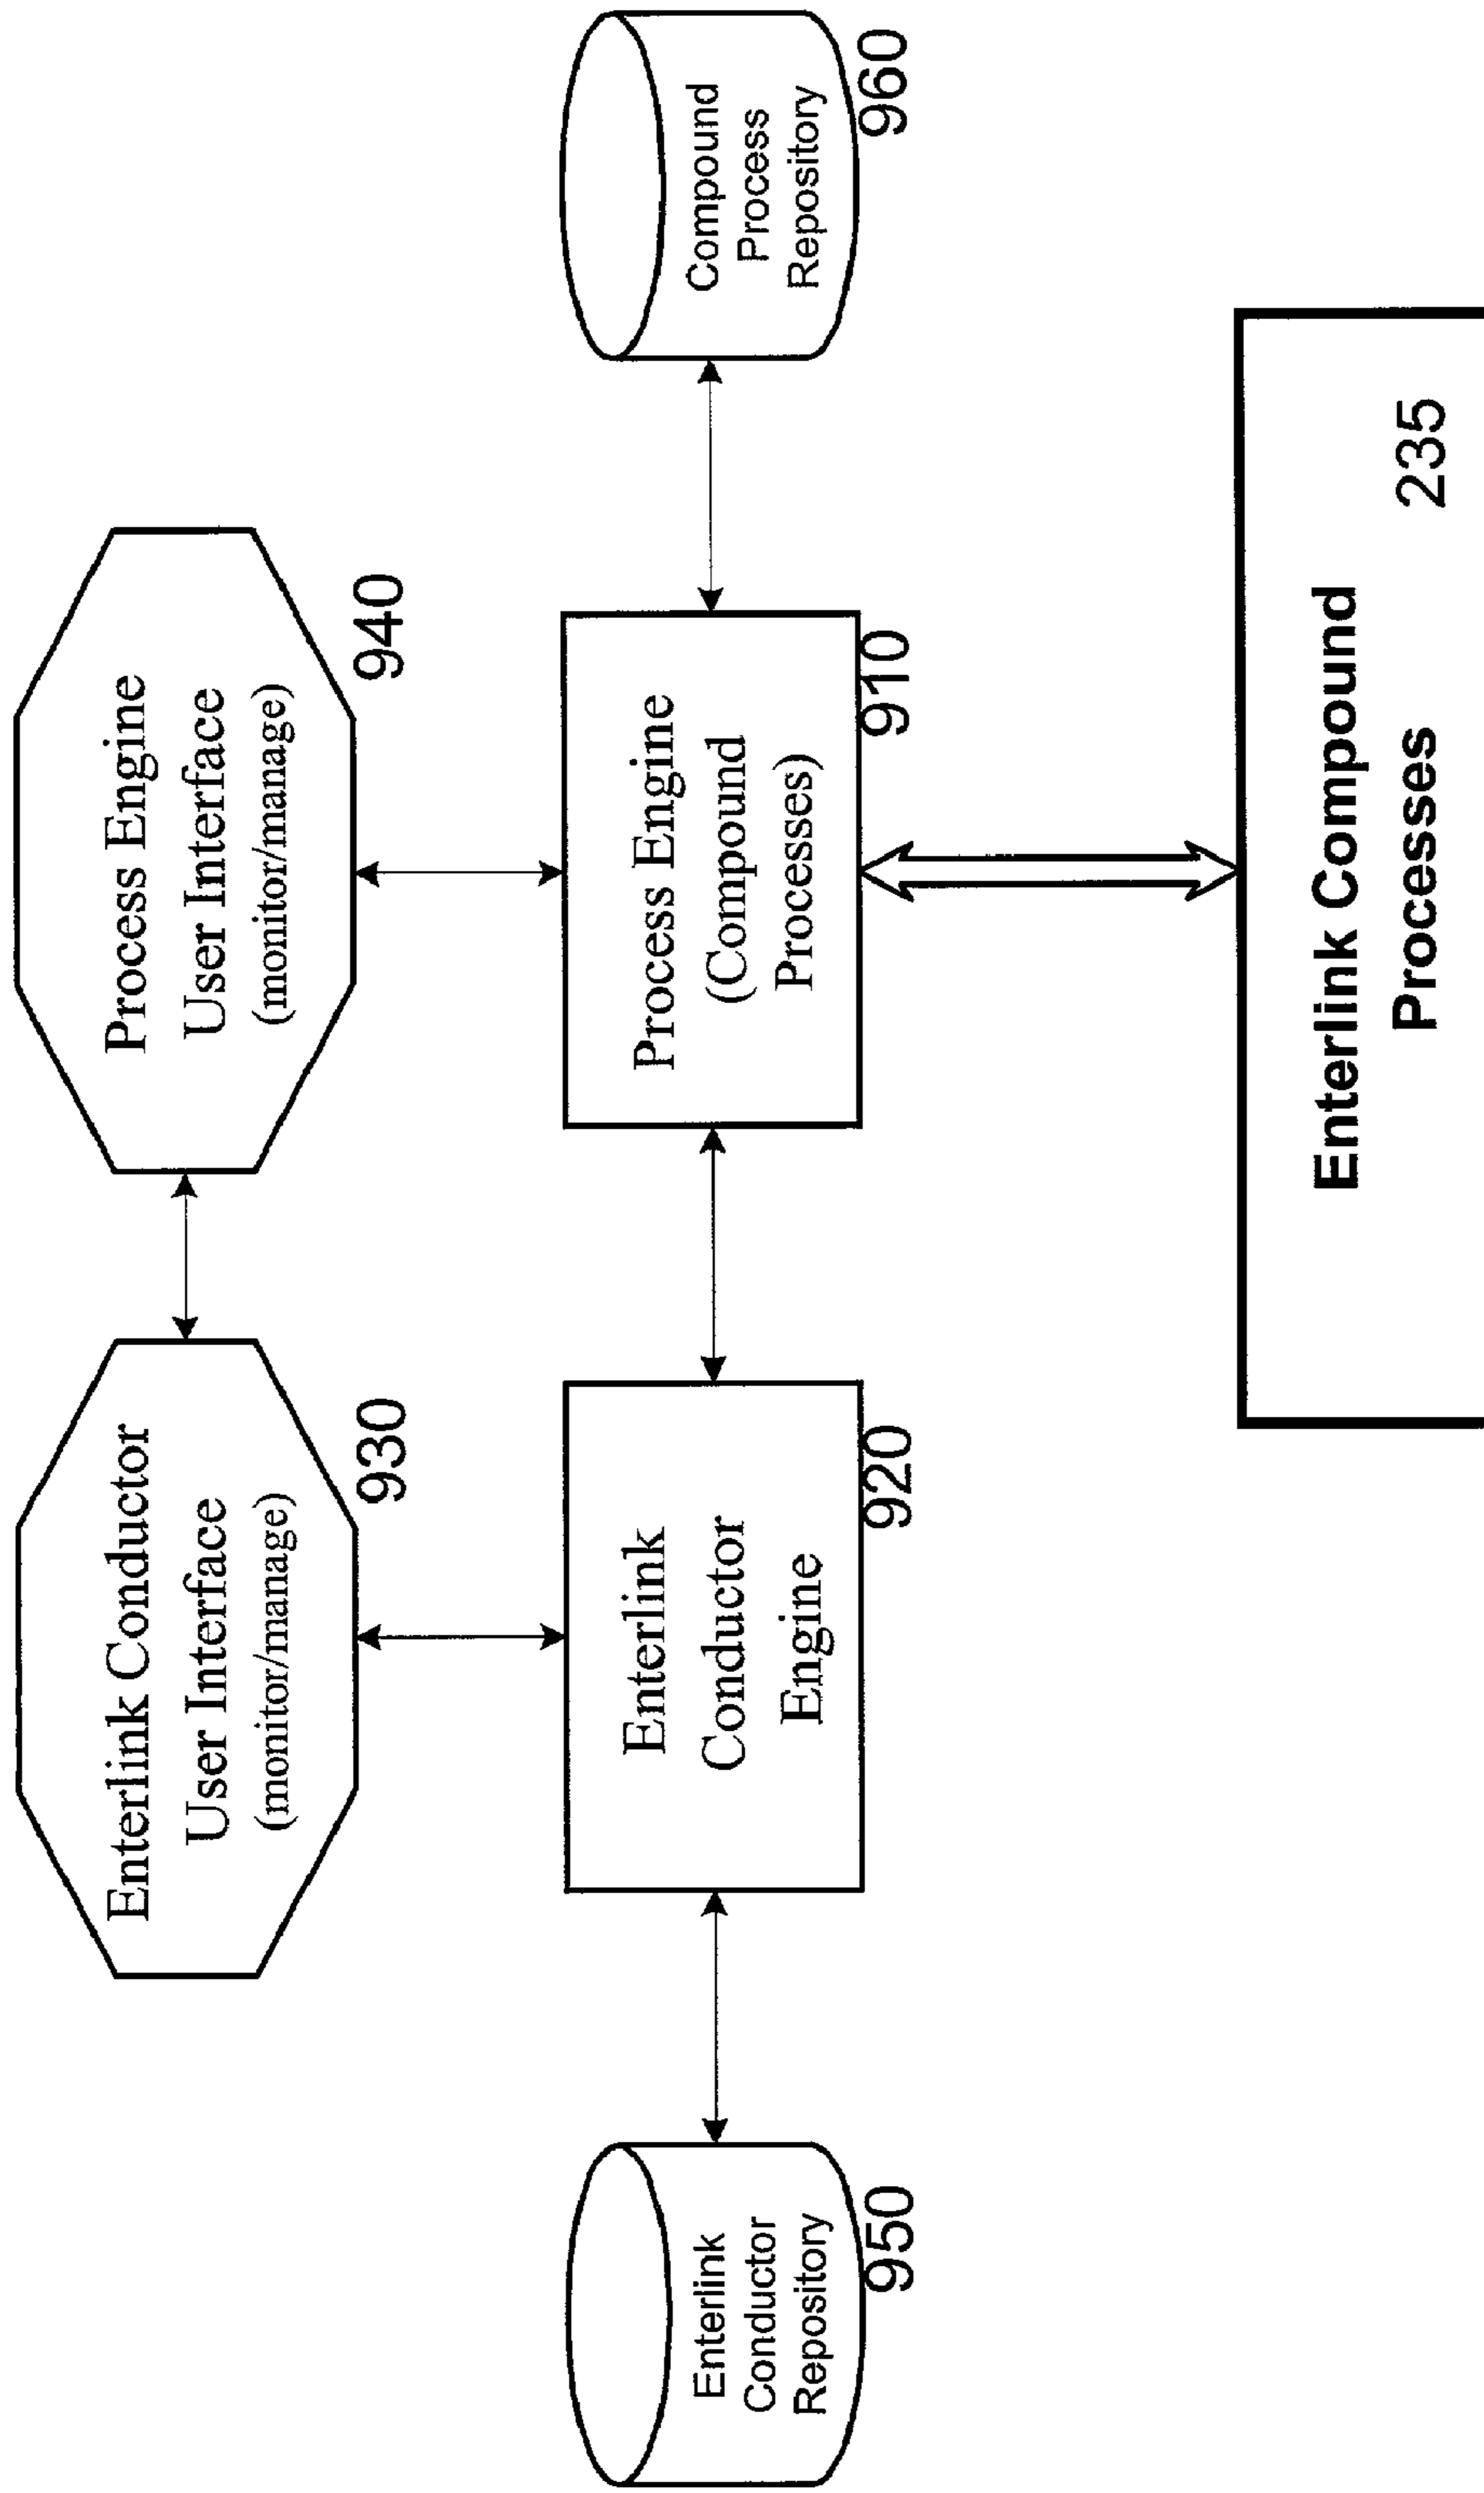 Enterlink Conductor
User Interface
(monitor/manage)
930
Process Engine
User Interface
(monitor/manage)
940
Enterlink
Conductor
Repository
950
Enterlink
Conductor
Engine
920
Process Engine
(Compound
Processes)
910
Compound
Process
Repository
960
Enterlink Compound
Processes
235